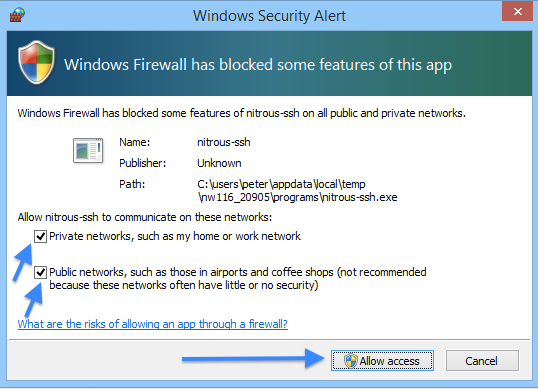 Windows Security Alert
Windows Firewall has blocked some features of this app
Windows Firewall has blocked some features of nitrous-ssh on all public and private networks.
Name: nitrous-ssh
Publisher: Unknown
Path: C:\users\peter\appdata\local\temp
\nw116_20905\programs\nitrous-ssh.exe
Allow nitrous-ssh to communicate on these networks:
Private networks, such as my home or work network
Public networks, such as those in airports and coffee shops (not recommended
because these networks often have little or no security)
What are the risks of allowing an app through a firewall?
Allow access Cancel